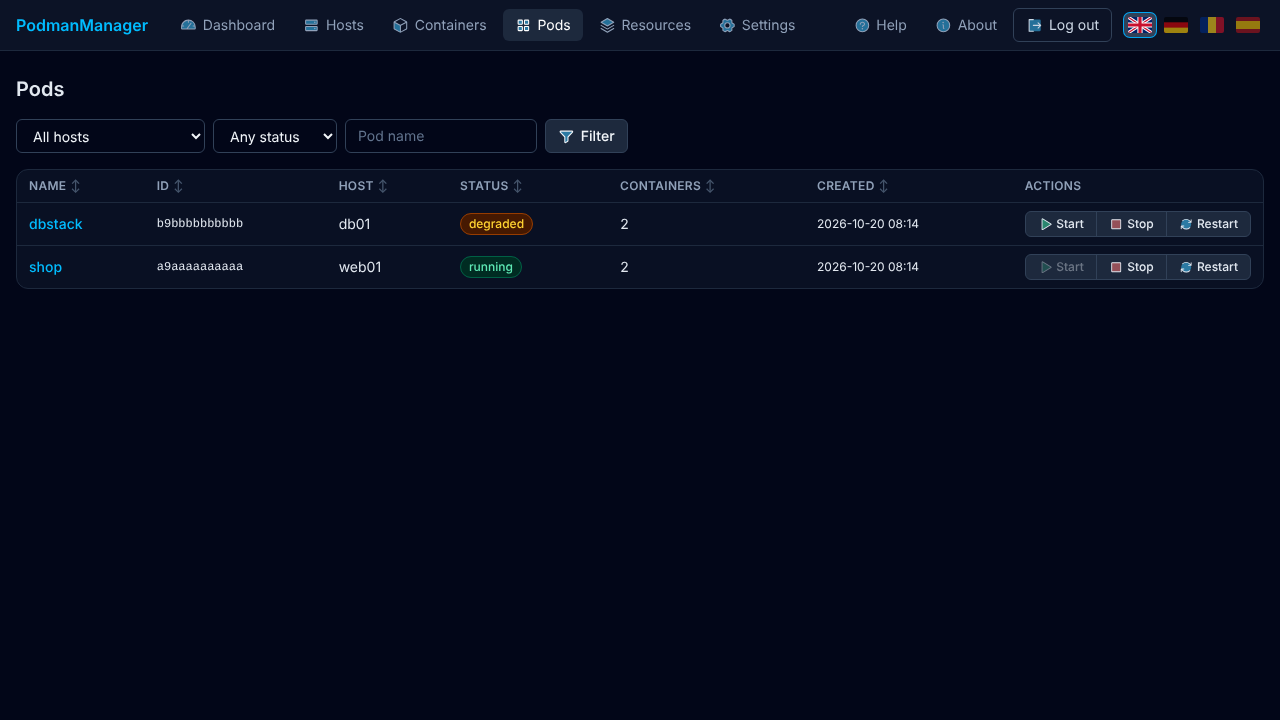 PodmanManager Dashboard Hosts Containers Pods Resources Settings Help About Log out
Pods
All hosts Any status Pod name Filter
NAME ID HOST STATUS CONTAINERS CREATED ACTIONS
dbstack b9bbbbbbbbbb db01 degraded 2 2026-10-20 08:14 Start Stop Restart
shop a9aaaaaaaaaa web01 running 2 2026-10-20 08:14 Start Stop Restart